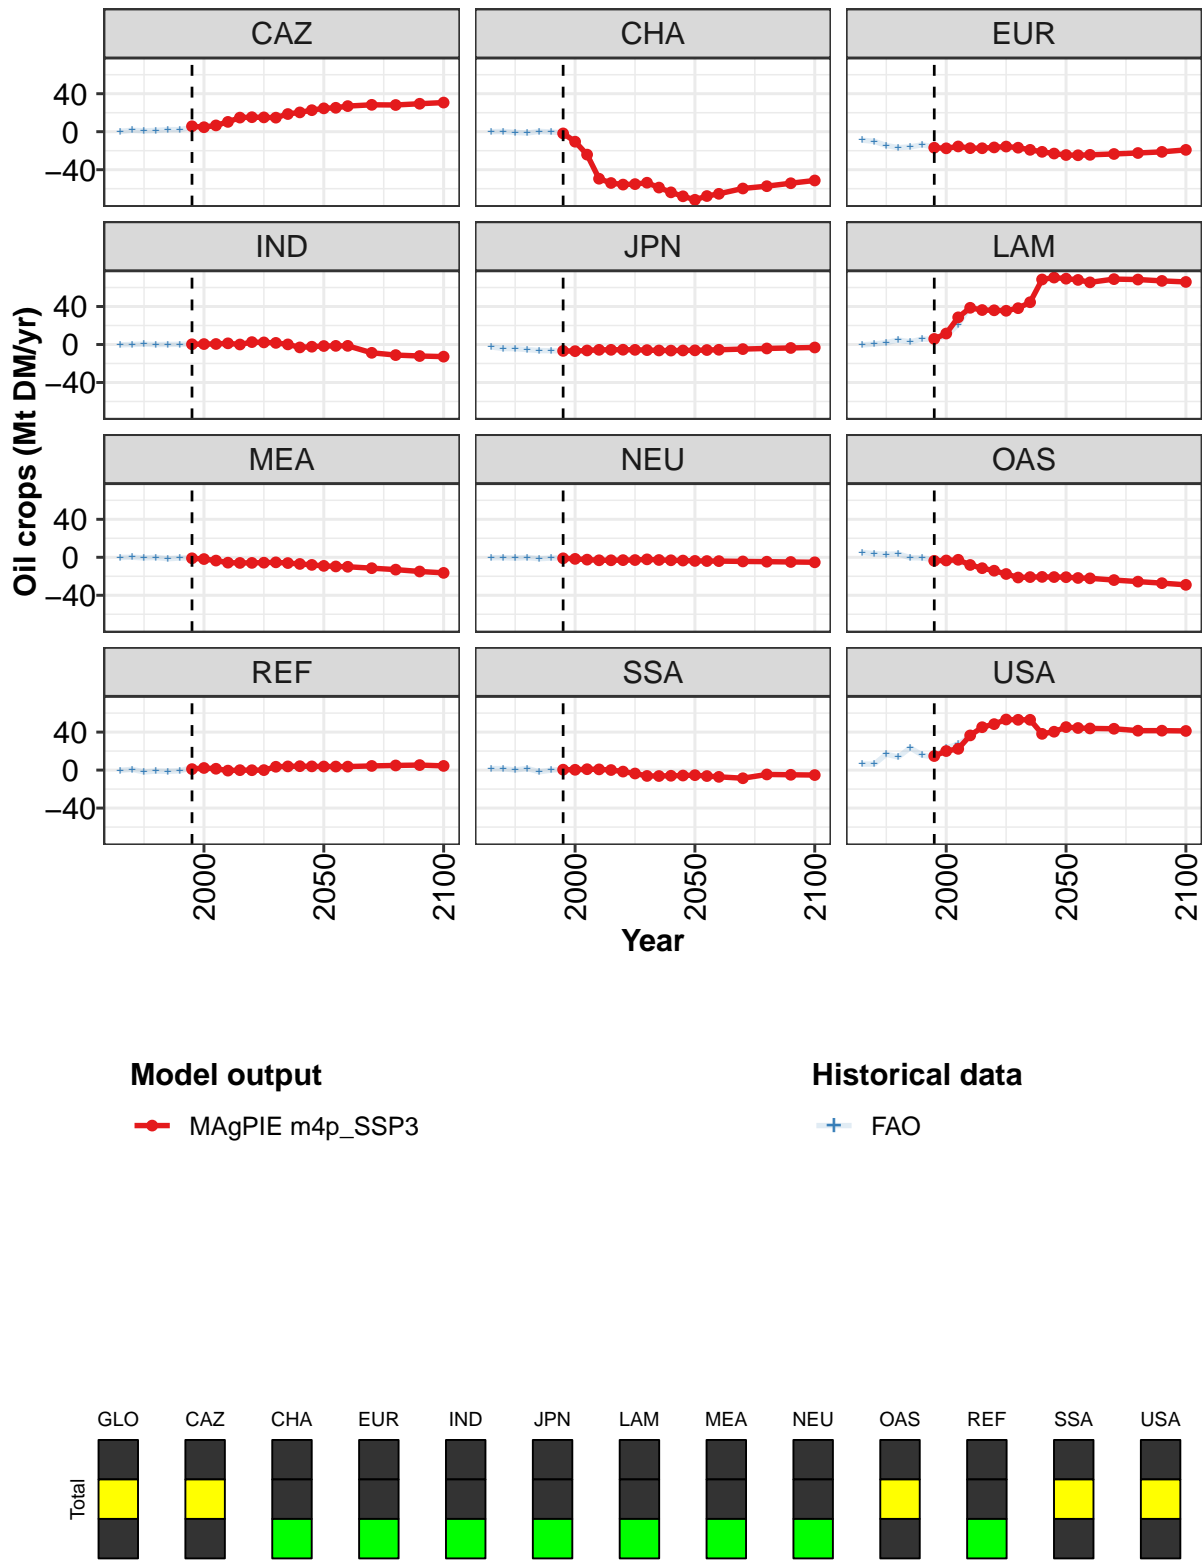 CAZ CHA EUR
40
0
−40
IND JPN LAM
40
0
−40
MEA NEU OAS
40
0
−40
REF SSA USA
40
0
−40
Oil crops (Mt DM/yr)
2000 2050 2100 2000 2050 2100 2000 2050 2100
Year
Model output
MAgPIE m4p_SSP3
Historical data
FAO
GLO CAZ CHA EUR IND JPN LAM MEA NEU OAS REF SSA USA
Total